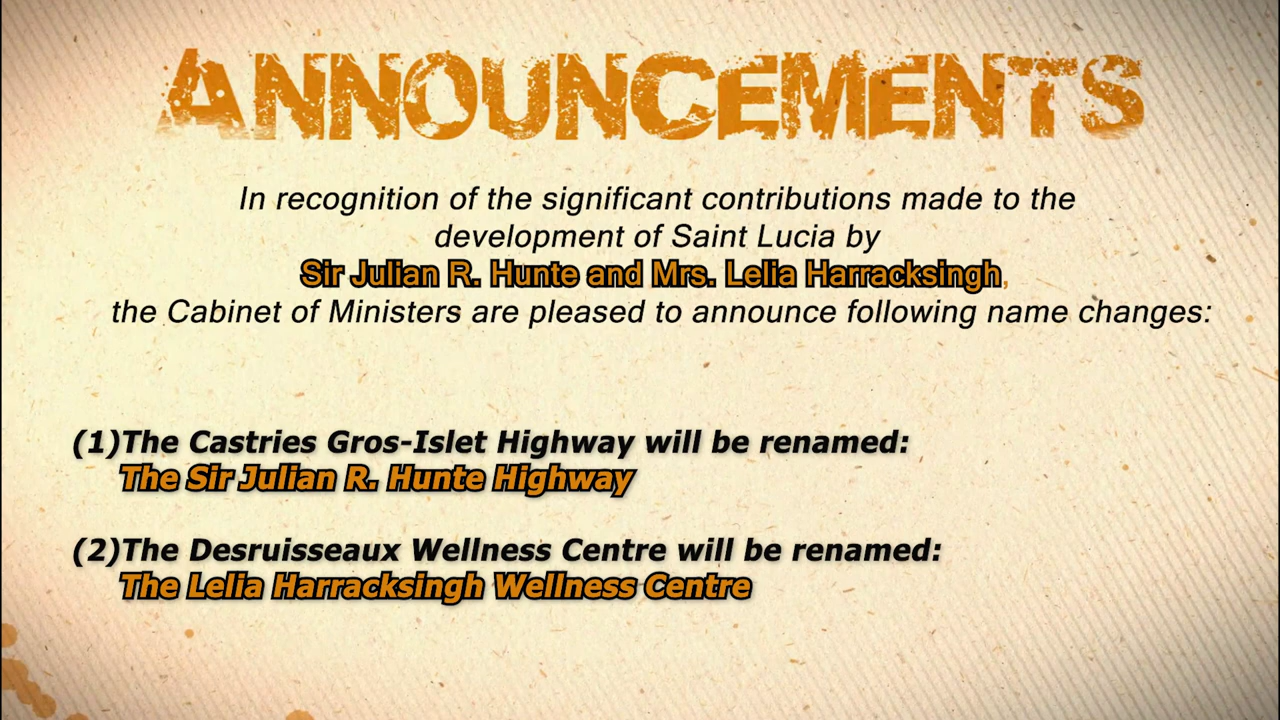 ANNOUNCEMENTS
In recognition of the significant contributions made to the
development of Saint Lucia by
Sir Julian R. Hunte and Mrs. Lelia Harracksingh,
the Cabinet of Ministers are pleased to announce following name changes:
(1)The Castries Gros-Islet Highway will be renamed:
The Sir Julian R. Hunte Highway
(2)The Desruisseaux Wellness Centre will be renamed:
The Lelia Harracksingh Wellness Centre